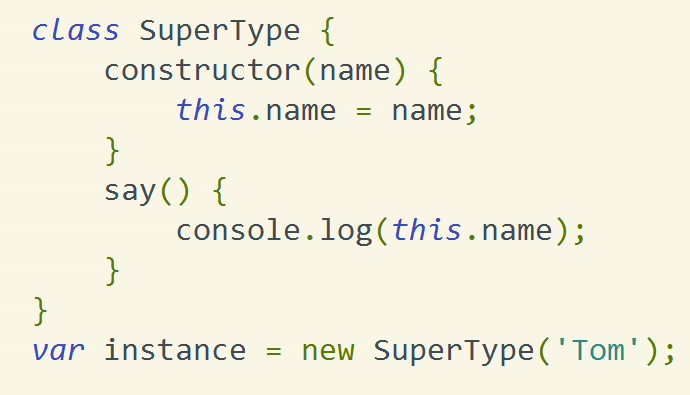 class SuperType {
    constructor(name) {
        this.name = name;
    }
    say() {
        console.log(this.name);
    }
}
var instance = new SuperType('Tom');